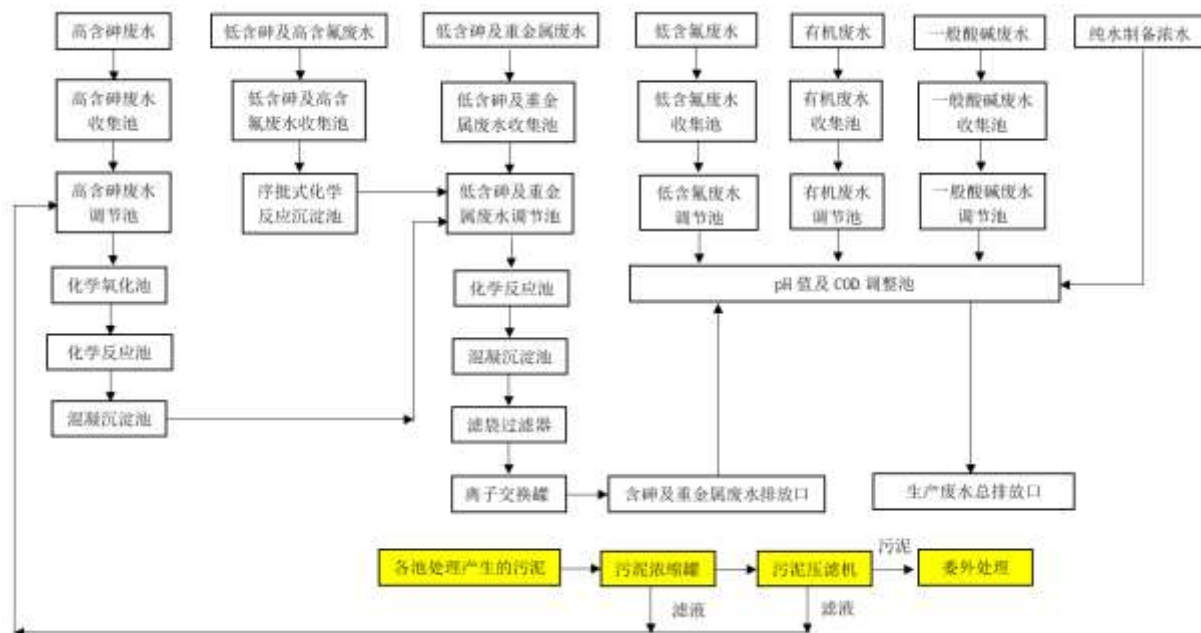 高含砷废水
低含砷及高含氟废水
低含砷及重金属废水
低含氟废水
有机废水
一般酸碱废水
纯水制备浓水
高含砷废水
收集池
低含砷及高含
氟废水收集池
低含砷及重金
属废水收集池
低含氟废水
收集池
有机废水
收集池
一般酸碱废水
收集池
高含砷废水
调节池
序批式化学
反应沉淀池
低含砷及重金
属废水调节池
低含氟废水
调节池
有机废水
调节池
一般酸碱废水
调节池
化学氧化池
化学反应池
pH 值及 COD 调整池
化学反应池
混凝沉淀池
混凝沉淀池
滤袋过滤器
离子交换罐
含砷及重金属废水排放口
生产废水总排放口
各池处理产生的污泥
污泥浓缩罐
污泥压滤机
污泥
委外处理
滤液
滤液